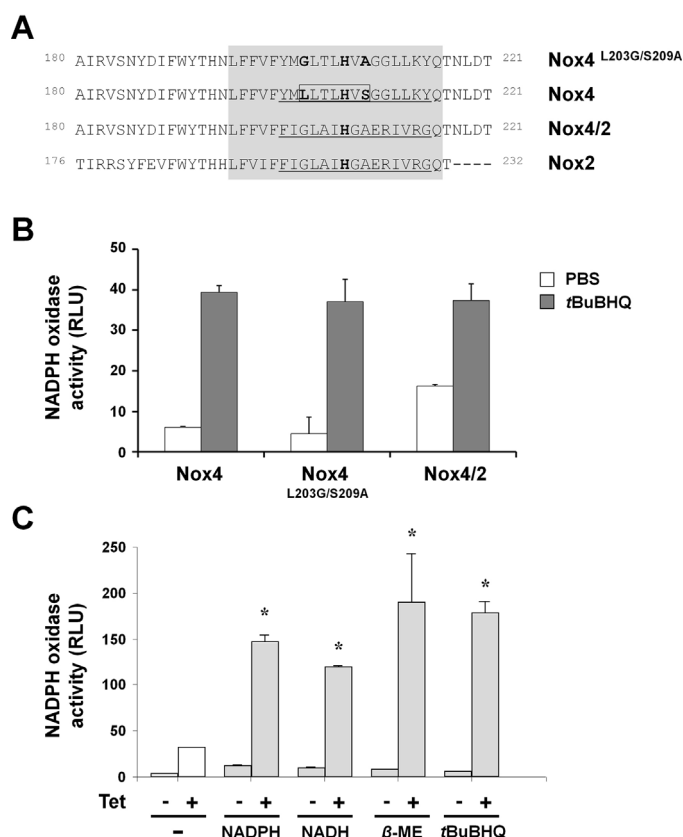 A
180 AIRVSNYDIFWYTHNLFFVFYMGLTLHVAGGLLKYQTNLDT 221 Nox4 L203G/S209A
180 AIRVSNYDIFWYTHNLFFVFYMLLTLHVSGGLLKYQTNLDT 221 Nox4
180 AIRVSNYDIFWYTHNLFFVFFIGLAIHGAERIVRGQTNLDT 221 Nox4/2
176 TIRRSYFEVFWYTHHLFVIFFIGLAIHGAERIVRGQT---- 232 Nox2
B
NADPH oxidase
activity (RLU)
50
40
30
20
10
0
PBS
tBuBHQ
Nox4 Nox4 Nox4/2
L203G/S209A
C
NADPH oxidase
activity (RLU)
250
200
150
100
50
0
* * * *
Tet - + - + - + - + - +
- NADPH NADH β-ME tBuBHQ